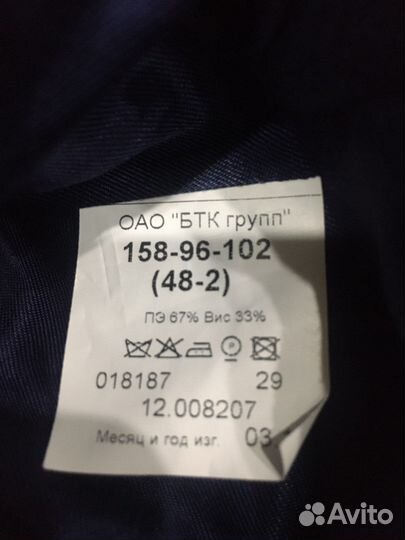 ОАО "БТК групп"
158-96-102
(48-2)
ПЭ 67% Вис 33%
P
018187 29
12.008207
Месяц и год изг. 03
Avito